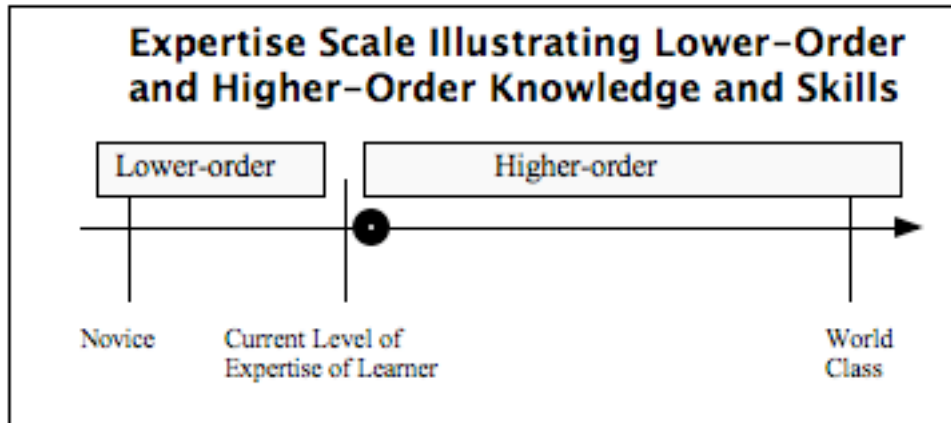 Expertise Scale Illustrating Lower-Order
and Higher-Order Knowledge and Skills
Lower-order
Higher-order
Novice
Current Level of
Expertise of Learner
World
Class